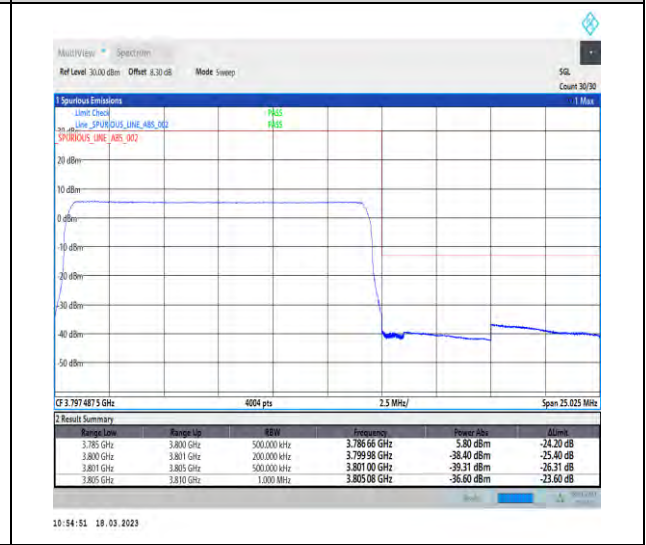 MultiView Spectrum
Ref Level 30.00 dBm Offset 8.30 dB Mode Sweep SGL
Count 30/30
1 Spurious Emissions 1 Max
Limit Check PASS
Line _SPURIOUS_LINE_ABS_002 PASS
SPURIOUS_LINE_ABS_002
20 dBm
10 dBm
0 dBm
-10 dBm
-20 dBm
-30 dBm
-40 dBm
-50 dBm
CF 3.797 487 5 GHz 4004 pts 2.5 MHz/ Span 25.025 MHz
2 Result Summary
Range Low Range Up RBW Frequency Power Abs ΔLimit
3.785 GHz 3.800 GHz 500.000 kHz 3.786 66 GHz 5.80 dBm -24.20 dB
3.800 GHz 3.801 GHz 200.000 kHz 3.799 98 GHz -38.40 dBm -25.40 dB
3.801 GHz 3.805 GHz 500.000 kHz 3.801 00 GHz -39.31 dBm -26.31 dB
3.805 GHz 3.810 GHz 1.000 MHz 3.805 08 GHz -36.60 dBm -23.60 dB
10:54:51 18.03.2023